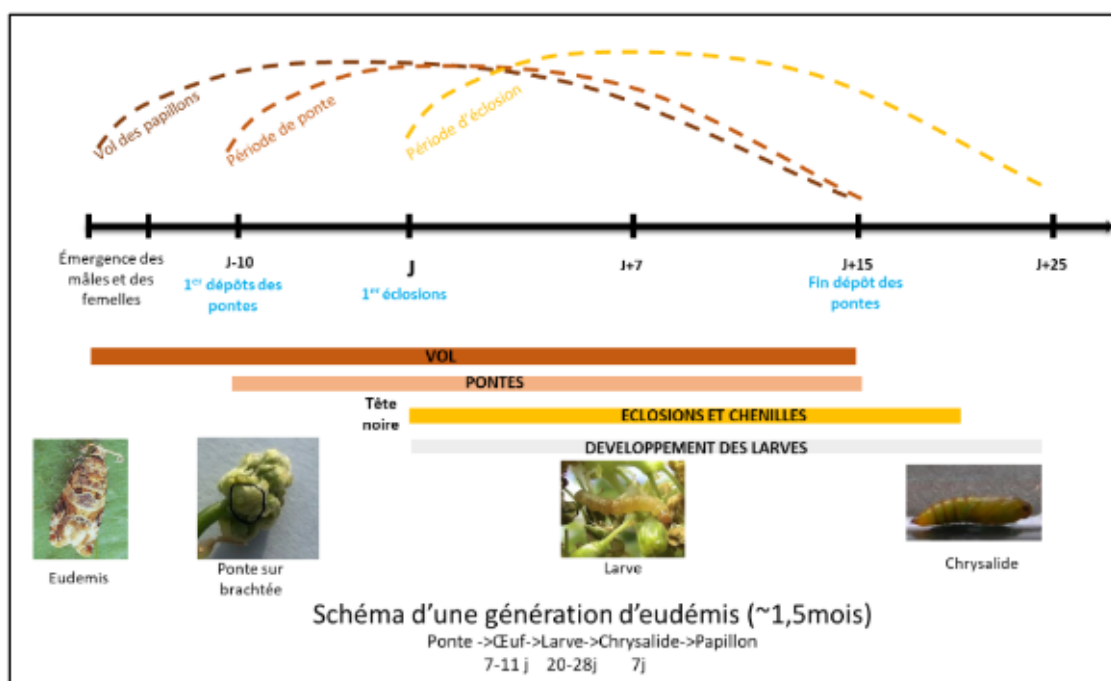 Vol des papillons
Période de ponte
Période d'éclosion
Émergence des
mâles et des
femelles
J-10
1er dépôts des
pontes
J
1er éclosions
J+7
J+15
Fin dépôt des
pontes
J+25
VOL
PONTES
Tête
noire
ECLOSIONS ET CHENILLES
DEVELOPPEMENT DES LARVES
Eudemis
Ponte sur
brachtée
Larve
Chrysalide
Schéma d'une génération d'eudémis (~1,5mois)
Ponte ->Œuf->Larve->Chrysalide->Papillon
7-11 j 20-28j 7j